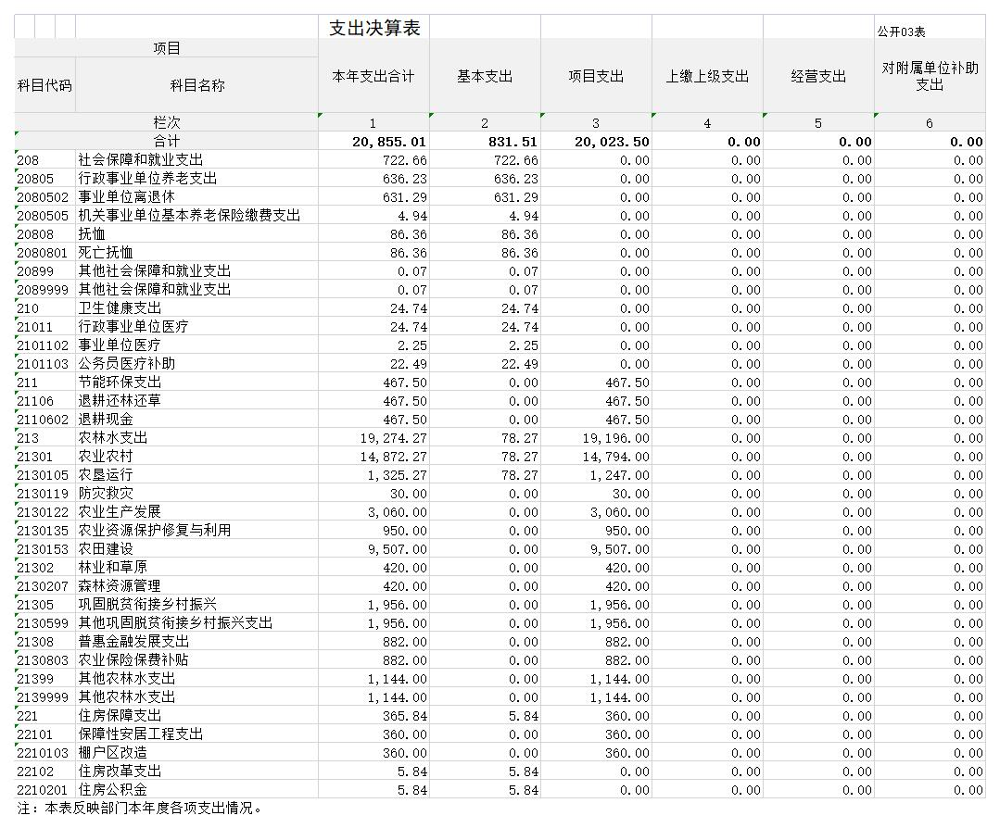 支出决算表
公开03表
项目 本年支出合计 基本支出 项目支出 上缴上级支出 经营支出 对附属单位补助支出
科目代码 科目名称
栏次 1 2 3 4 5 6
合计 20,855.01 831.51 20,023.50 0.00 0.00 0.00
208 社会保障和就业支出 722.66 722.66 0.00 0.00 0.00 0.00
20805 行政事业单位养老支出 636.23 636.23 0.00 0.00 0.00 0.00
2080502 事业单位离退休 631.29 631.29 0.00 0.00 0.00 0.00
2080505 机关事业单位基本养老保险缴费支出 4.94 4.94 0.00 0.00 0.00 0.00
20808 抚恤 86.36 86.36 0.00 0.00 0.00 0.00
2080801 死亡抚恤 86.36 86.36 0.00 0.00 0.00 0.00
20899 其他社会保障和就业支出 0.07 0.07 0.00 0.00 0.00 0.00
2089999 其他社会保障和就业支出 0.07 0.07 0.00 0.00 0.00 0.00
210 卫生健康支出 24.74 24.74 0.00 0.00 0.00 0.00
21011 行政事业单位医疗 24.74 24.74 0.00 0.00 0.00 0.00
2101102 事业单位医疗 2.25 2.25 0.00 0.00 0.00 0.00
2101103 公务员医疗补助 22.49 22.49 0.00 0.00 0.00 0.00
211 节能环保支出 467.50 0.00 467.50 0.00 0.00 0.00
21106 退耕还林还草 467.50 0.00 467.50 0.00 0.00 0.00
2110602 退耕现金 467.50 0.00 467.50 0.00 0.00 0.00
213 农林水支出 19,274.27 78.27 19,196.00 0.00 0.00 0.00
21301 农业农村 14,872.27 78.27 14,794.00 0.00 0.00 0.00
2130105 农垦运行 1,325.27 78.27 1,247.00 0.00 0.00 0.00
2130119 防灾救灾 30.00 0.00 30.00 0.00 0.00 0.00
2130122 农业生产发展 3,060.00 0.00 3,060.00 0.00 0.00 0.00
2130135 农业资源保护修复与利用 950.00 0.00 950.00 0.00 0.00 0.00
2130153 农田建设 9,507.00 0.00 9,507.00 0.00 0.00 0.00
21302 林业和草原 420.00 0.00 420.00 0.00 0.00 0.00
2130207 森林资源管理 420.00 0.00 420.00 0.00 0.00 0.00
21305 巩固脱贫衔接乡村振兴 1,956.00 0.00 1,956.00 0.00 0.00 0.00
2130599 其他巩固脱贫衔接乡村振兴支出 1,956.00 0.00 1,956.00 0.00 0.00 0.00
21308 普惠金融发展支出 882.00 0.00 882.00 0.00 0.00 0.00
2130803 农业保险保费补贴 882.00 0.00 882.00 0.00 0.00 0.00
21399 其他农林水支出 1,144.00 0.00 1,144.00 0.00 0.00 0.00
2139999 其他农林水支出 1,144.00 0.00 1,144.00 0.00 0.00 0.00
221 住房保障支出 365.84 5.84 360.00 0.00 0.00 0.00
22101 保障性安居工程支出 360.00 0.00 360.00 0.00 0.00 0.00
2210103 棚户区改造 360.00 0.00 360.00 0.00 0.00 0.00
22102 住房改革支出 5.84 5.84 0.00 0.00 0.00 0.00
2210201 住房公积金 5.84 5.84 0.00 0.00 0.00 0.00
注：本表反映部门本年度各项支出情况。